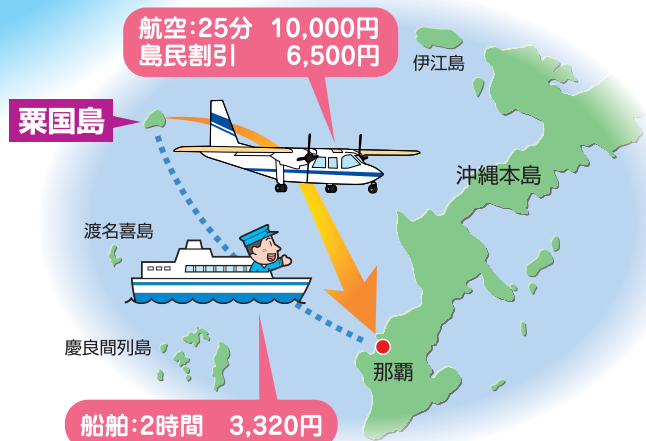 航空:25分 10,000円
島民割引 6,500円
伊江島
粟国島
沖縄本島
渡名喜島
慶良間列島
那覇
船舶:2時間 3,320円